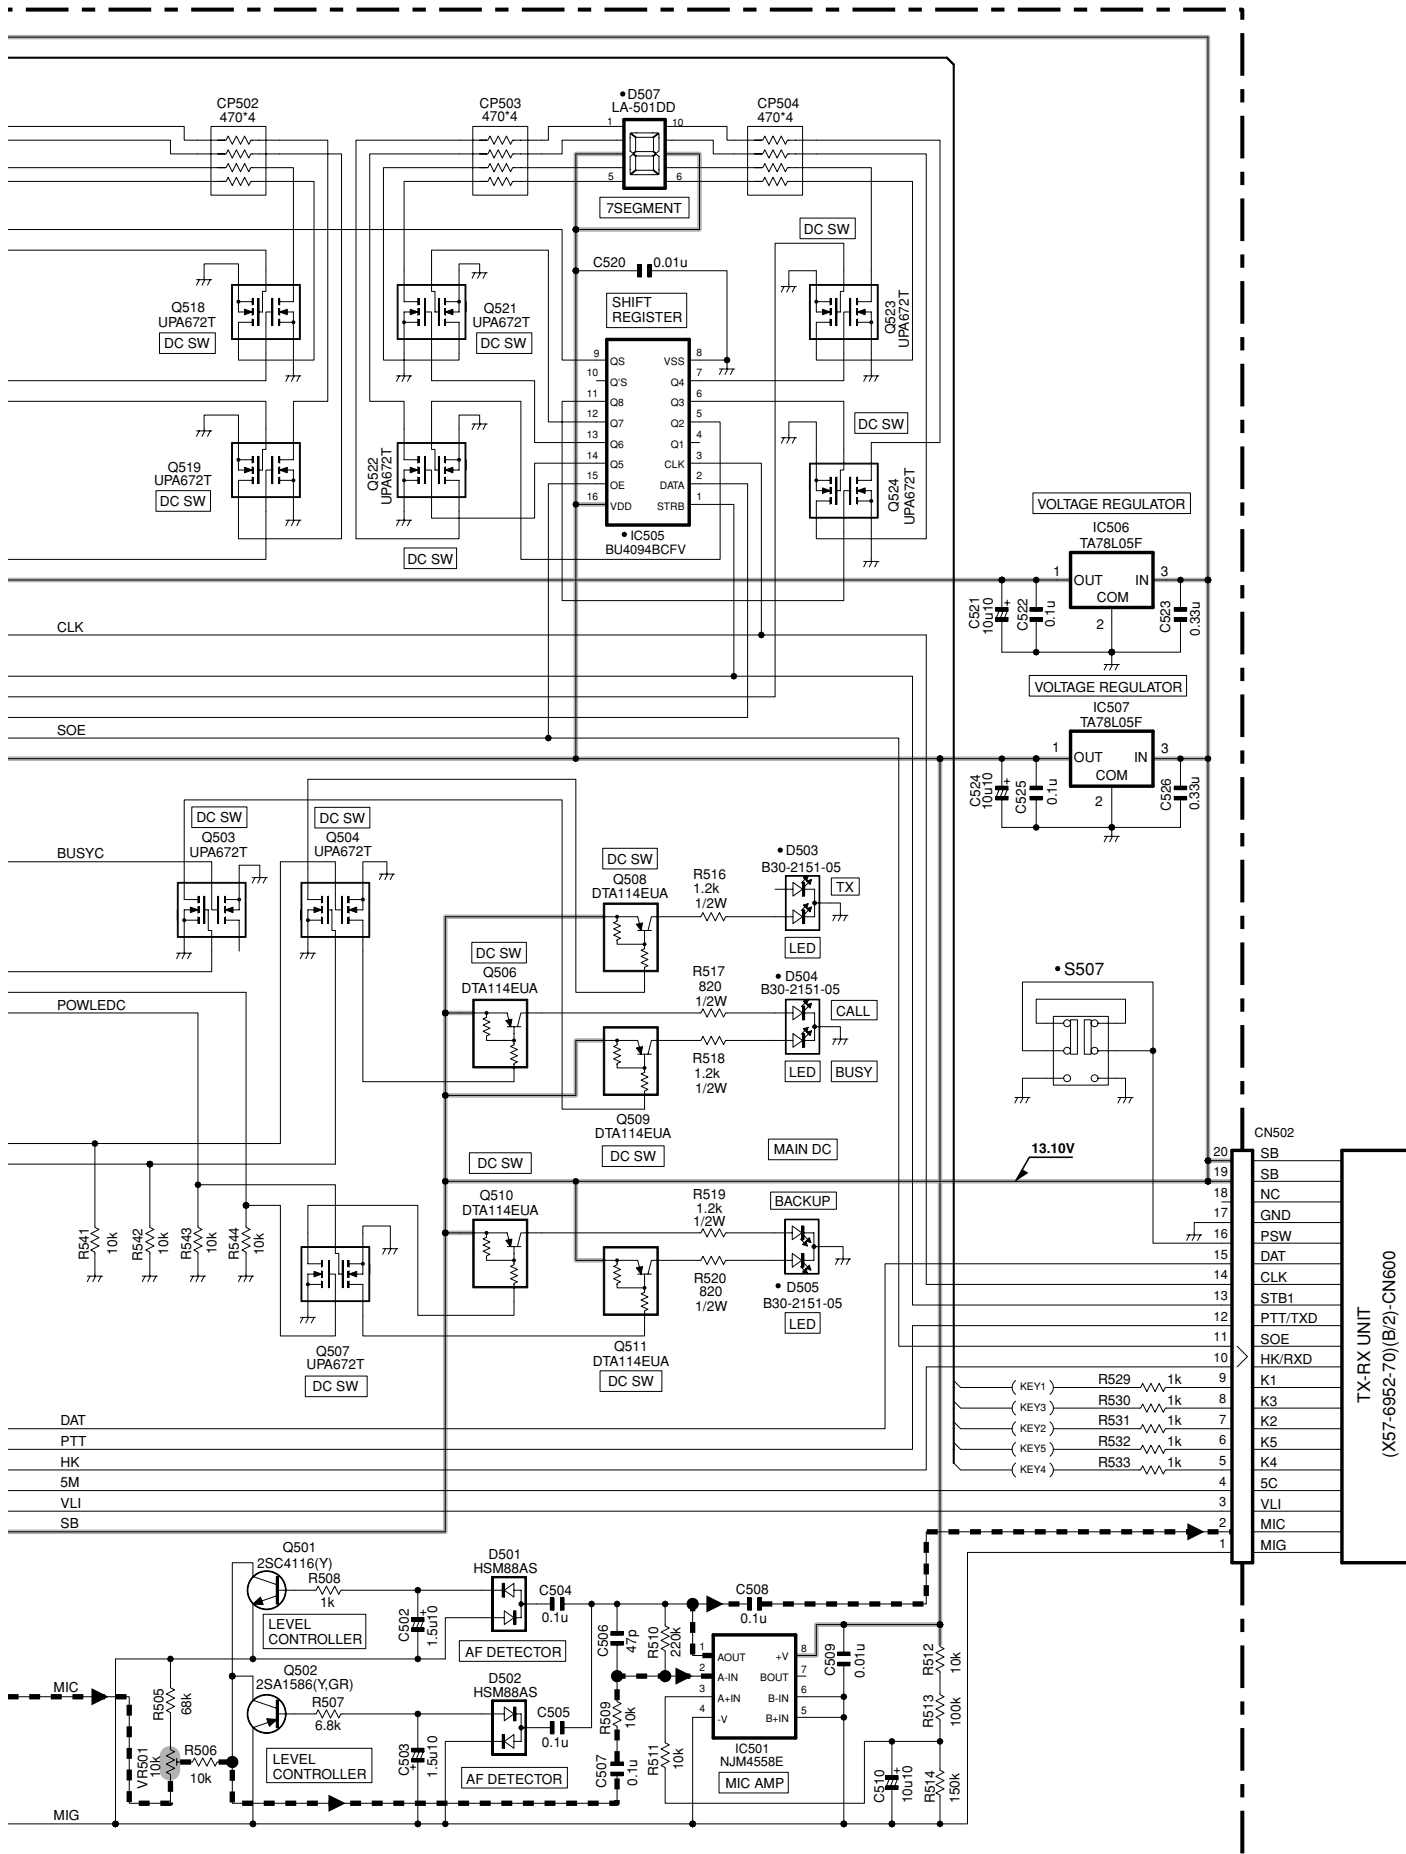 CP502
470*4
CP503
470*4
• D507
LA-501DD
1
10
5
6
7SEGMENT
CP504
470*4
DC SW
C520
0.01u
SHIFT
REGISTER
Q518
UPA672T
DC SW
Q521
UPA672T
DC SW
Q523
UPA672T
9
QS
VSS
8
10
Q'S
Q4
7
11
Q8
Q3
6
12
Q7
Q2
5
13
Q6
Q1
4
14
Q5
CLK
3
15
OE
DATA
2
16
VDD
STRB
1
• IC505
BU4094BCFV
Q519
UPA672T
DC SW
Q522
UPA672T
DC SW
DC SW
Q524
UPA672T
VOLTAGE REGULATOR
IC506
TA78L05F
1
OUT
IN
3
COM
2
C521
10u10
+
C522
0.1u
C523
0.33u
CLK
VOLTAGE REGULATOR
IC507
TA78L05F
1
OUT
IN
3
COM
2
C524
10u10
+
C525
0.1u
C526
0.33u
SOE
DC SW
Q503
UPA672T
DC SW
Q504
UPA672T
BUSYC
DC SW
Q508
DTA114EUA
R516
1.2k
1/2W
• D503
B30-2151-05
TX
LED
DC SW
Q506
DTA114EUA
R517
820
1/2W
• D504
B30-2151-05
CALL
POWLEDC
R518
1.2k
1/2W
LED
BUSY
Q509
DTA114EUA
DC SW
• S507
MAIN DC
13.10V
DC SW
Q510
DTA114EUA
R519
1.2k
1/2W
BACKUP
R520
820
1/2W
• D505
B30-2151-05
LED
R541
10k
R542
10k
R543
10k
R544
10k
Q507
UPA672T
DC SW
Q511
DTA114EUA
DC SW
CN502
20
SB
19
SB
18
NC
17
GND
16
PSW
15
DAT
14
CLK
13
STB1
12
PTT/TXD
11
SOE
10
HK/RXD
KEY1
R529
1k
9
K1
KEY3
R530
1k
8
K3
KEY2
R531
1k
7
K2
KEY5
R532
1k
6
K5
KEY4
R533
1k
5
K4
4
5C
3
VLI
2
MIC
1
MIG
TX-RX UNIT
(X57-6952-70)(B/2)-CN600
DAT
PTT
HK
5M
VLI
SB
Q501
2SC4116(Y)
R508
1k
LEVEL
CONTROLLER
C502
1.5u10
+
D501
HSM88AS
C504
0.1u
AF DETECTOR
C506
47p
R510
220k
C508
0.1u
1
AOUT
+V
8
2
A-IN
BOUT
7
3
A+IN
B-IN
6
4
-V
B+IN
5
IC501
NJM4558E
MIC AMP
C509
0.01u
R512
10k
R513
100k
R514
150k
C510
10u10
+
MIC
R505
68k
VR501
10k
R506
10k
Q502
2SA1586(Y,GR)
R507
6.8k
LEVEL
CONTROLLER
C503
1.5u10
+
D502
HSM88AS
C505
0.1u
AF DETECTOR
R509
10k
C507
0.1u
R511
10k
MIG